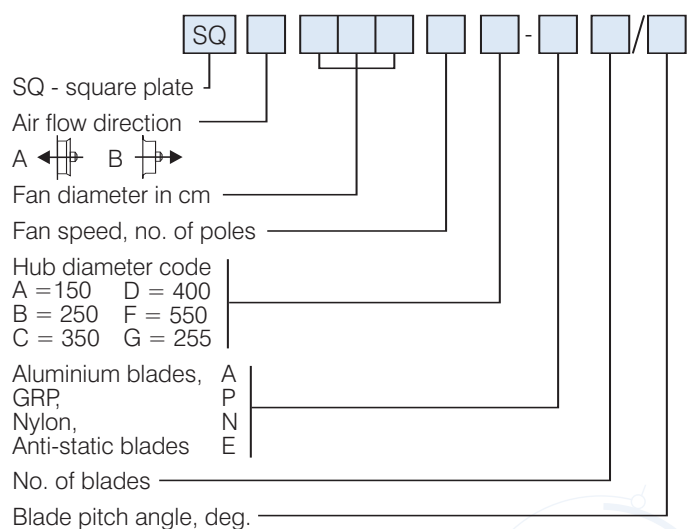 SQ - /
SQ - square plate
Air flow direction
A B
Fan diameter in cm
Fan speed, no. of poles
Hub diameter code
A =150 D = 400
B = 250 F = 550
C = 350 G = 255
Aluminium blades, A
GRP, P
Nylon, N
Anti-static blades E
No. of blades
Blade pitch angle, deg.